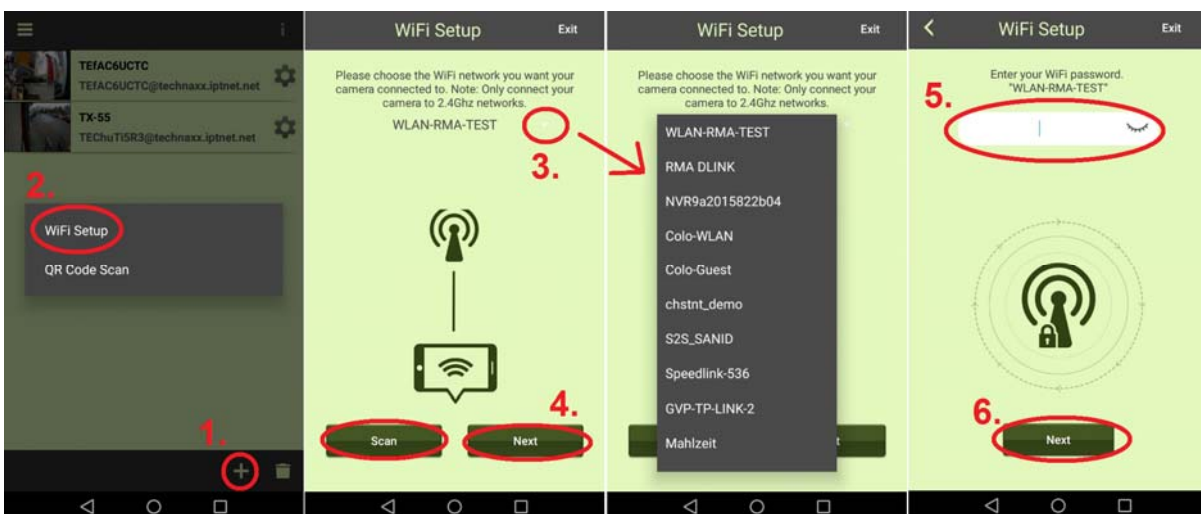 TEfAC6UCTC
TEfAC6UCTC@technaxx.iptnet.net
TX-55
TEChuTi5R3@technaxx.iptnet.net
2.
WiFi Setup
QR Code Scan
1.
WiFi Setup
Exit
Please choose the WiFi network you want your
camera connected to. Note: Only connect your
camera to 2.4Ghz networks.
WLAN-RMA-TEST
3.
4.
Scan
Next
WiFi Setup
Exit
Please choose the WiFi network you want your
camera connected to. Note: Only connect your
camera to 2.4Ghz networks.
WLAN-RMA-TEST
RMA DLINK
NVR9a2015822b04
Colo-WLAN
Colo-Guest
chstnt_demo
S2S_SANID
Speedlink-536
GVP-TP-LINK-2
Mahlzeit
t
WiFi Setup
Exit
Enter your WiFi password.
"WLAN-RMA-TEST"
5.
6.
Next